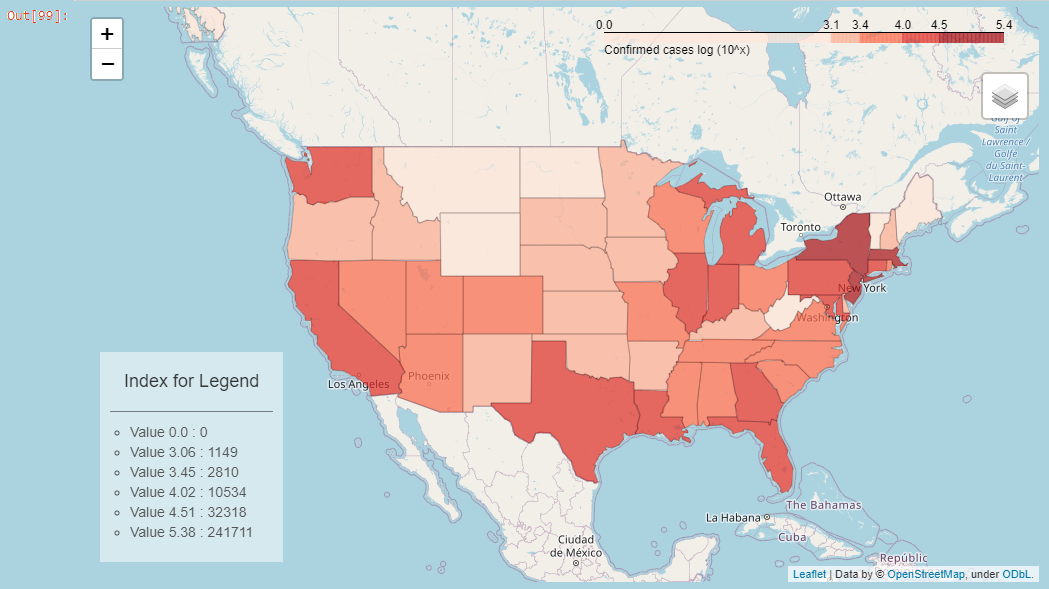 Out[99]:
+
−
0.0 3.1 3.4 4.0 4.5 5.4
Confirmed cases log (10^x)
Gulf of
Saint
Lawrence /
Golfe
du Saint-
Laurent
Ottawa
Toronto
New York
Washington
Phoenix
Los Angeles
Index for Legend
Value 0.0 : 0
Value 3.06 : 1149
Value 3.45 : 2810
Value 4.02 : 10534
Value 4.51 : 32318
Value 5.38 : 241711
The Bahamas
La Habana
Cuba
Ciudad
de México
Repúblic
Leaflet | Data by © OpenStreetMap, under ODbL.